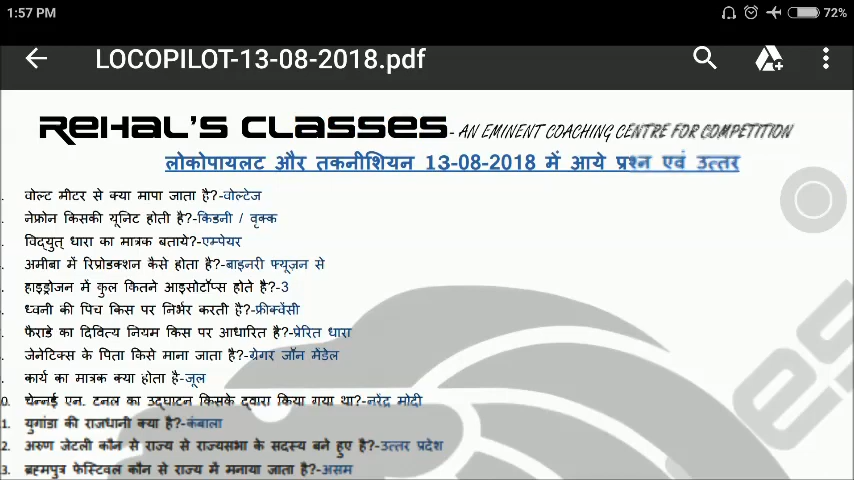 1:57 PM 72%
LOCOPILOT-13-08-2018.pdf
REHAL'S CLASSES - AN EMINENT COACHING CENTRE FOR COMPETITION
लोकोपायलट और तकनीशियन 13-08-2018 में आये प्रश्न एवं उत्तर
. वोल्ट मीटर से क्या मापा जाता है?-वोल्टेज
. नेफ्रोन किसकी यूनिट होती है?-किडनी / वृक्क
. विद्युत् धारा का मात्रक बताये?-एम्पेयर
. अमीबा में रिप्रोडक्शन कैसे होता है?-बाइनरी फ्यूज़न से
. हाइड्रोजन में कुल कितने आइसोटॉप्स होते है?-3
. ध्वनी की पिच किस पर निर्भर करती है?-फ्रीक्वेंसी
. फैराडे का दिवित्य नियम किस पर आधारित है?-प्रेरित धारा
. जेनेटिक्स के पिता किसे माना जाता है?-ग्रेगर जॉन मेंडेल
. कार्य का मात्रक क्या होता है-जूल
0. चेन्नई एन. टनल का उद्घाटन किसके द्वारा किया गया था?-नरेंद्र मोदी
1. युगांडा की राजधानी क्या है?-कंबाला
2. अरुण जेटली कौन से राज्य से राज्यसभा के सदस्य बने हुए है?-उत्तर प्रदेश
3. ब्रह्मपुत्र फेस्टिवल कौन से राज्य में मनाया जाता है?-असम